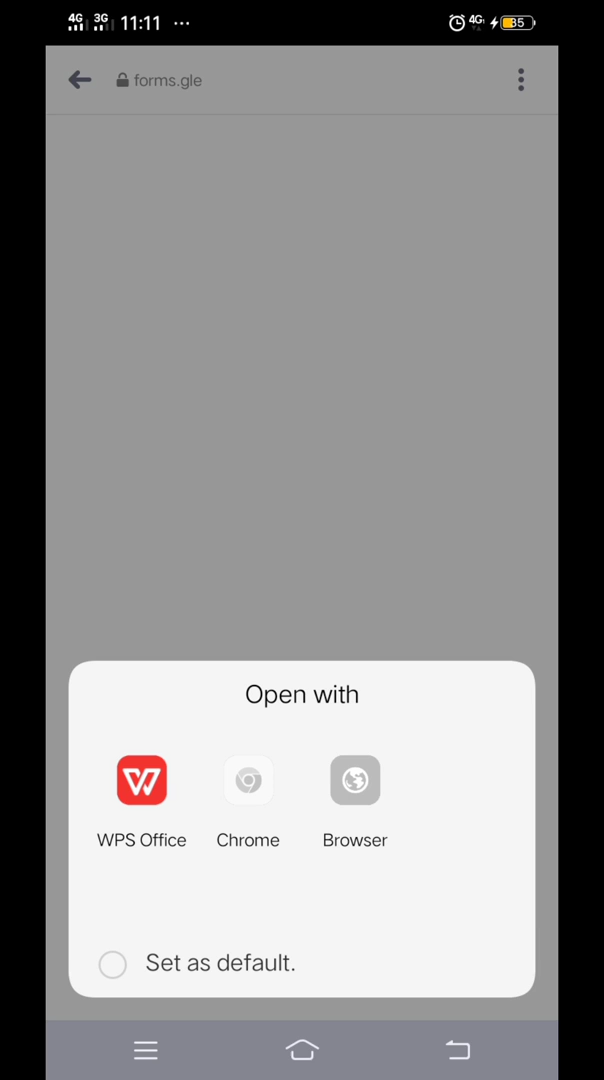 4G 3G 11:11 ... 4G 35
forms.gle
Open with
WPS Office Chrome Browser
Set as default.